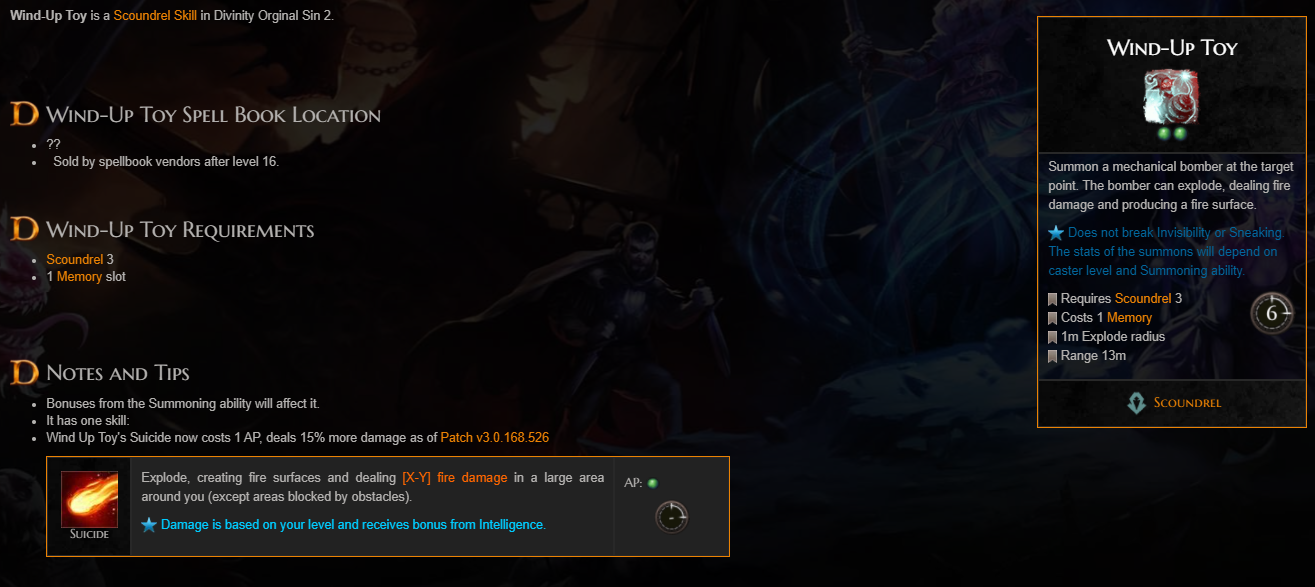 Wind-Up Toy is a Scoundrel Skill in Divinity Orginal Sin 2.
Wind-Up Toy Spell Book Location
??
Sold by spellbook vendors after level 16.
Wind-Up Toy Requirements
Scoundrel 3
1 Memory slot
Notes and Tips
Bonuses from the Summoning ability will affect it.
It has one skill:
Wind Up Toy's Suicide now costs 1 AP, deals 15% more damage as of Patch v3.0.168.526
Suicide
Explode, creating fire surfaces and dealing [X-Y] fire damage in a large area
around you (except areas blocked by obstacles).
Damage is based on your level and receives bonus from Intelligence.
AP:
-
Wind-Up Toy
Summon a mechanical bomber at the target
point. The bomber can explode, dealing fire
damage and producing a fire surface.
Does not break Invisibility or Sneaking.
The stats of the summons will depend on
caster level and Summoning ability.
Requires Scoundrel 3
Costs 1 Memory
1m Explode radius
Range 13m
6
Scoundrel